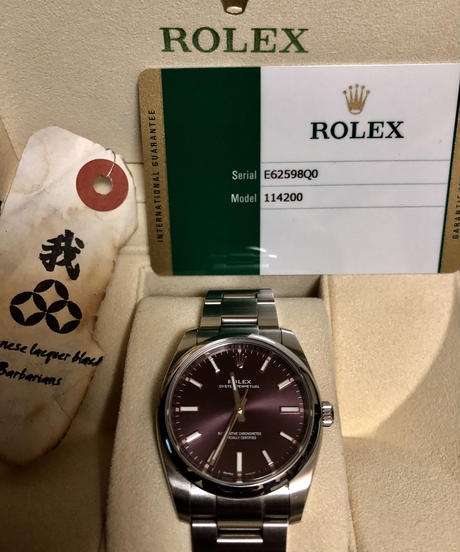 ROLEX
INTERNATIONAL GUARANTEE
ROLEX
Serial E62598Q0
Model 114200
我
nese lacquer black
Barbarians
ROLEX
OYSTER PERPETUAL
CHRONOMETER
OFFICIALLY CERTIFIED